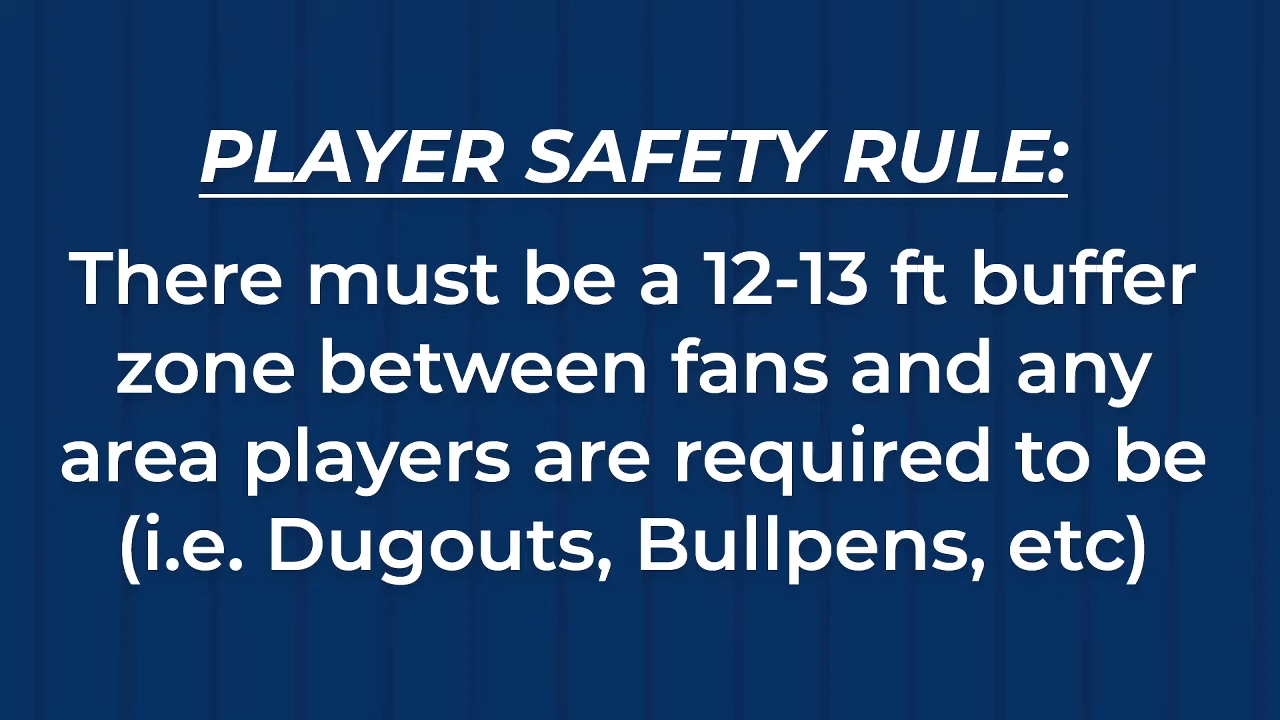 PLAYER SAFETY RULE:
There must be a 12-13 ft buffer
zone between fans and any
area players are required to be
(i.e. Dugouts, Bullpens, etc)